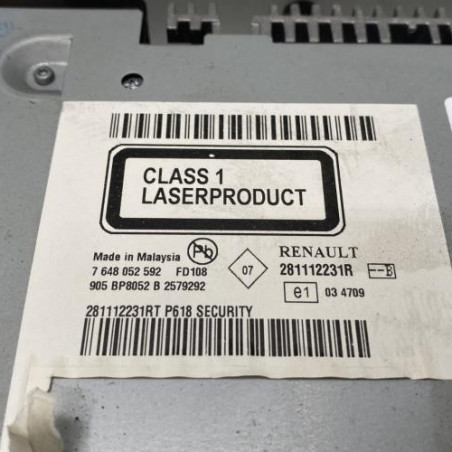 CLASS 1
LASERPRODUCT
Made in Malaysia Pb 07 RENAULT
7 648 052 592 FD108 281112231R --B
905 BP8052 B 2579292 e1 03 4709
281112231RT P618 SECURITY